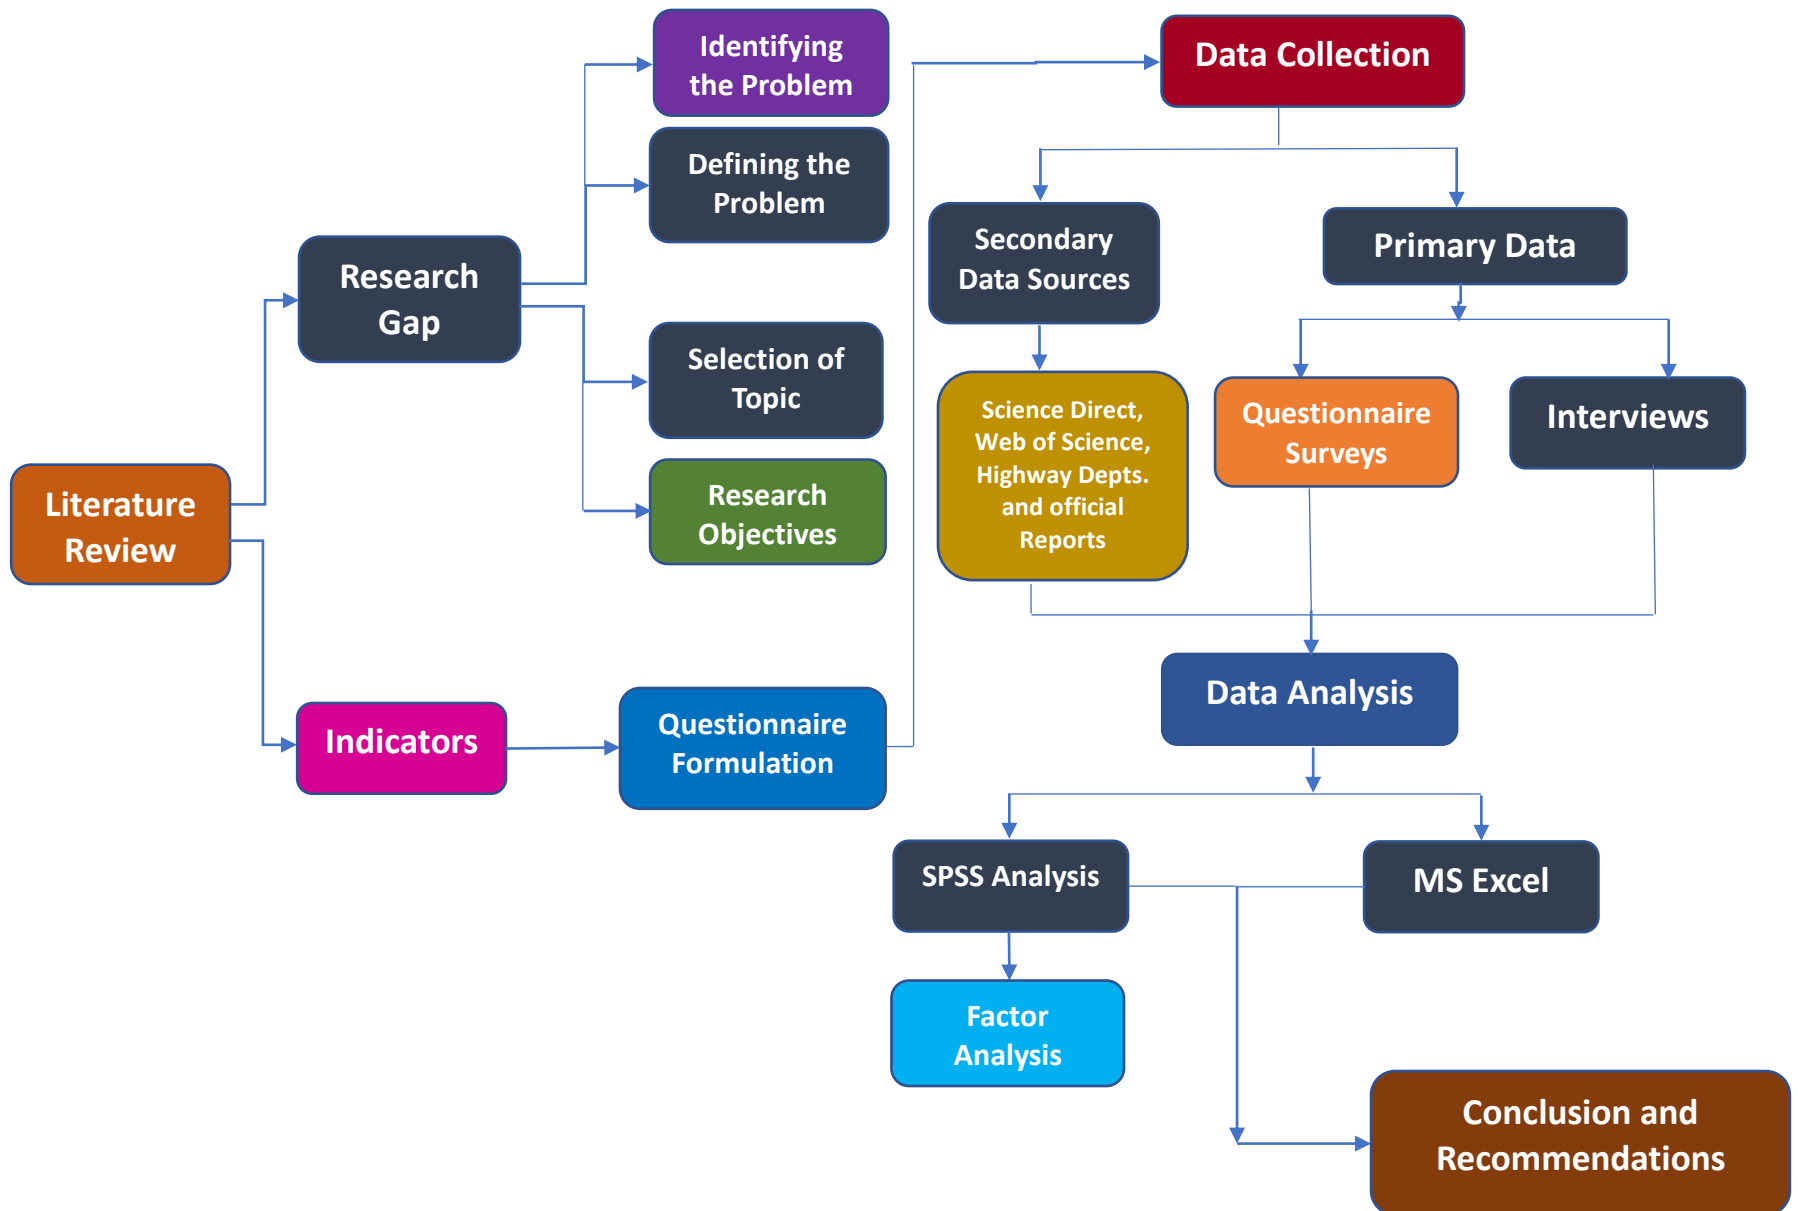 Identifying
the Problem
Defining the
Problem
Research
Gap
Selection of
Topic
Research
Objectives
Literature
Review
Indicators
Questionnaire
Formulation
Data Collection
Secondary
Data Sources
Primary Data
Science Direct,
Web of Science,
Highway Depts.
and official
Reports
Questionnaire
Surveys
Interviews
Data Analysis
SPSS Analysis
MS Excel
Factor
Analysis
Conclusion and
Recommendations